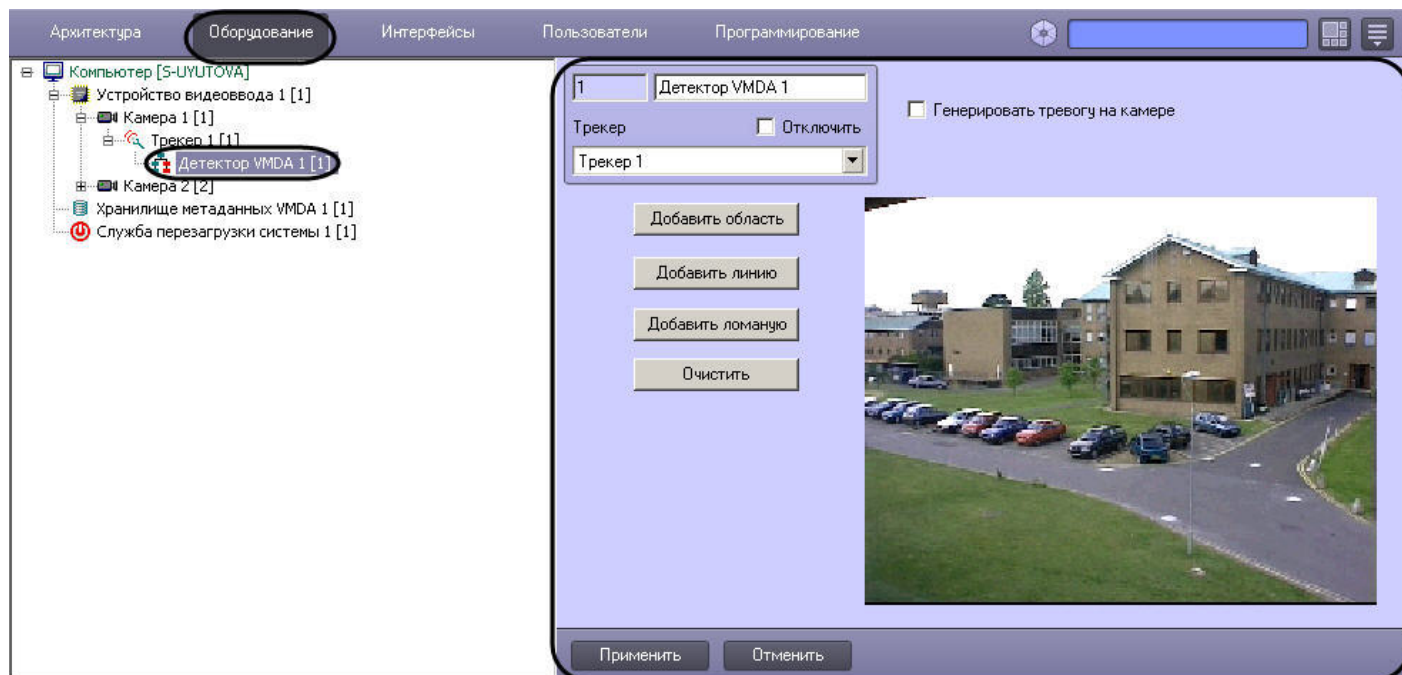 Архитектура Оборудование Интерфейсы Пользователи Программирование
Компьютер [S-UYUTOVA]
Устройство видеоввода 1 [1]
Камера 1 [1]
Трекер 1 [1]
Детектор VMDA 1 [1]
Камера 2 [2]
Хранилище метаданных VMDA 1 [1]
Служба перезагрузки системы 1 [1]
1 Детектор VMDA 1
Генерировать тревогу на камере
Трекер Отключить
Трекер 1
Добавить область
Добавить линию
Добавить ломаную
Очистить
Применить Отменить